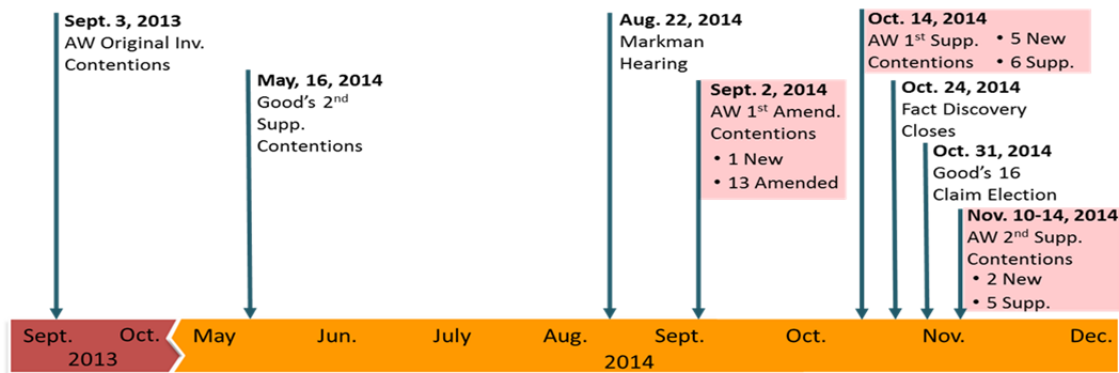 Sept. 3, 2013
AW Original Inv.
Contentions
May, 16, 2014
Good's 2nd
Supp.
Contentions
Aug. 22, 2014
Markman
Hearing
Sept. 2, 2014
AW 1st Amend.
Contentions
• 1 New
• 13 Amended
Oct. 14, 2014
AW 1st Supp.
Contentions
• 5 New
• 6 Supp.
Oct. 24, 2014
Fact Discovery
Closes
Oct. 31, 2014
Good's 16
Claim Election
Nov. 10-14, 2014
AW 2nd Supp.
Contentions
• 2 New
• 5 Supp.
Sept. Oct. May Jun. July Aug. Sept. Oct. Nov. Dec.
2013 2014